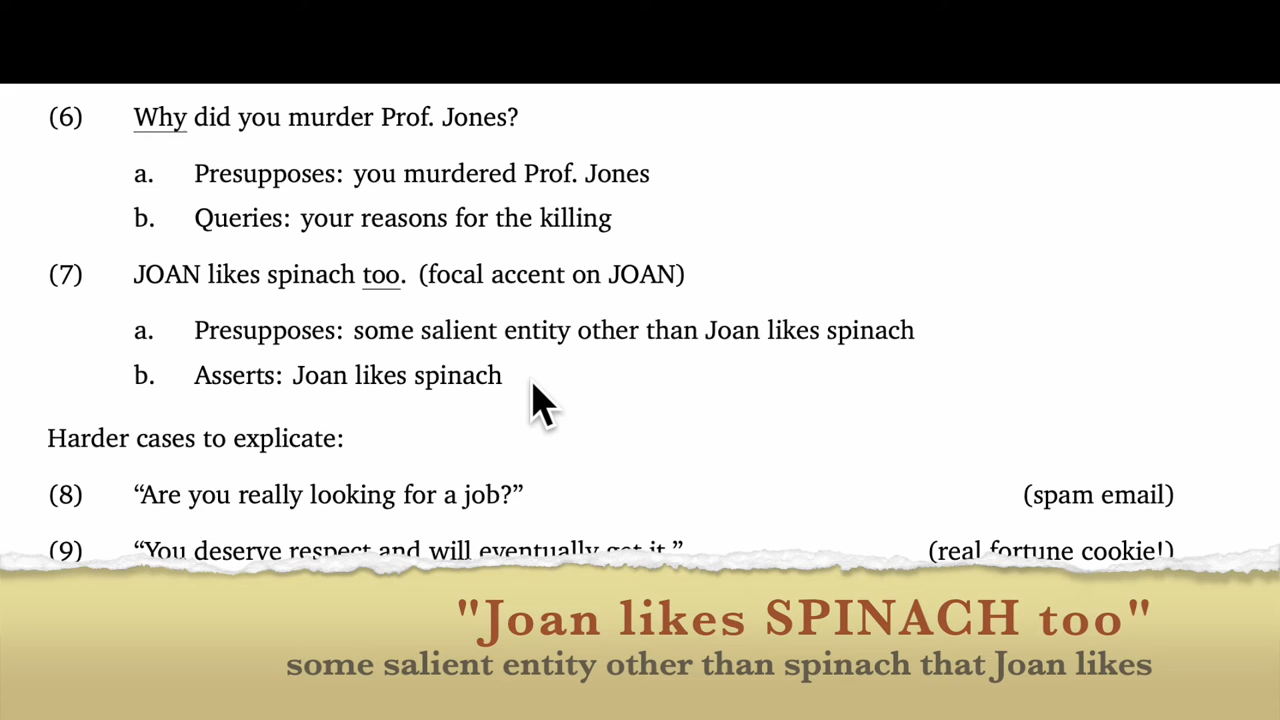 (6) Why did you murder Prof. Jones?
a. Presupposes: you murdered Prof. Jones
b. Queries: your reasons for the killing
(7) JOAN likes spinach too. (focal accent on JOAN)
a. Presupposes: some salient entity other than Joan likes spinach
b. Asserts: Joan likes spinach
Harder cases to explicate:
(8) “Are you really looking for a job?” (spam email)
(9) “You deserve respect and will eventually get it.” (real fortune cookie!)
"Joan likes SPINACH too"
some salient entity other than spinach that Joan likes